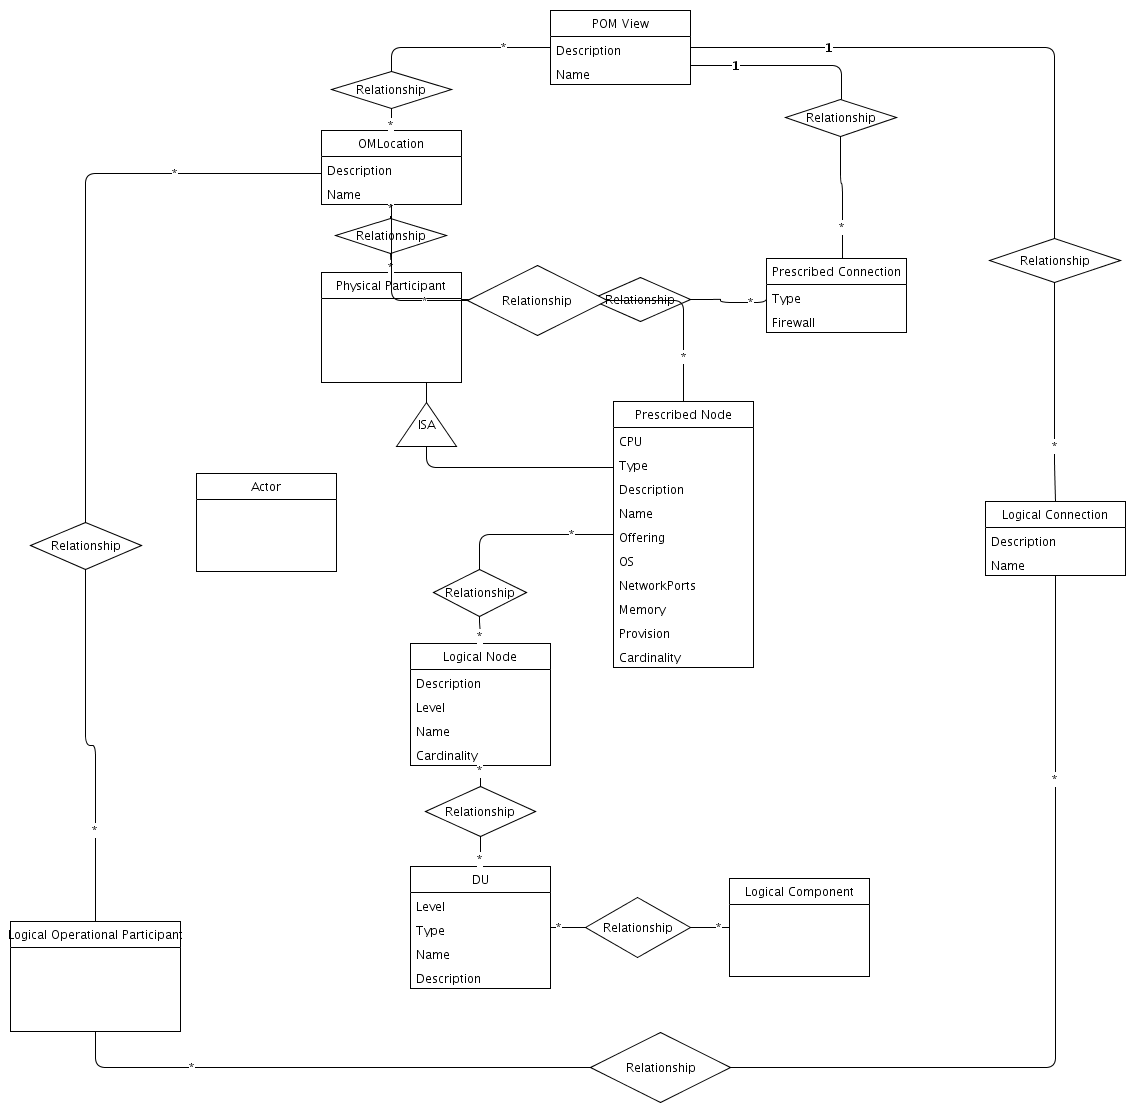 POM View
Description
Name
*
1
1
Relationship
Relationship
*
OMLocation
Description
Name
*
*
Relationship
*
*
Relationship
Physical Participant
*
Relationship
Relationship
*
Prescribed Connection
Type
Firewall
Relationship
*
ISA
Prescribed Node
CPU
Type
Description
Name
Offering
OS
NetworkPorts
Memory
Provision
Cardinality
*
Actor
Relationship
*
Relationship
*
Logical Connection
Description
Name
*
Logical Node
Description
Level
Name
Cardinality
*
Relationship
*
*
DU
Level
Type
Name
Description
*
Relationship
*
Logical Component
Logical Operational Participant
*
Relationship